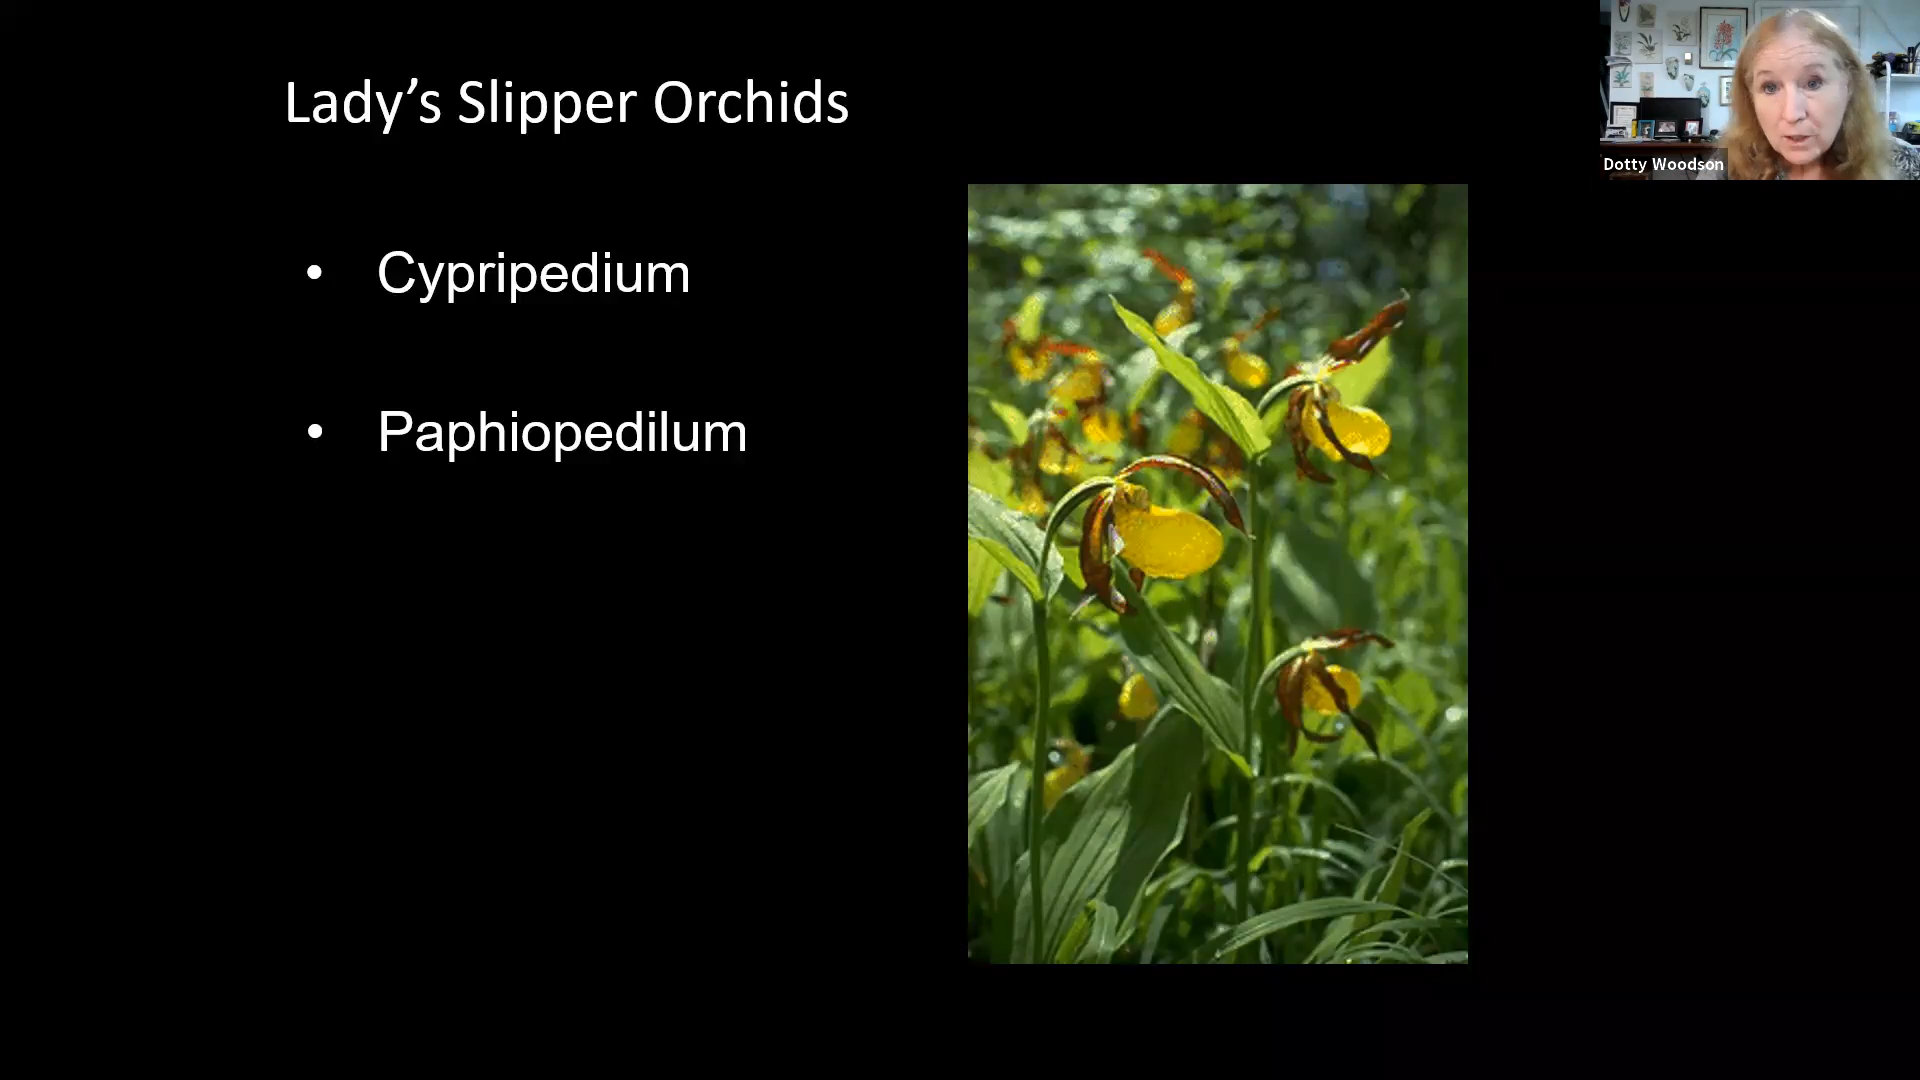 Lady’s Slipper Orchids
• Cypripedium
• Paphiopedilum
Dotty Woodson